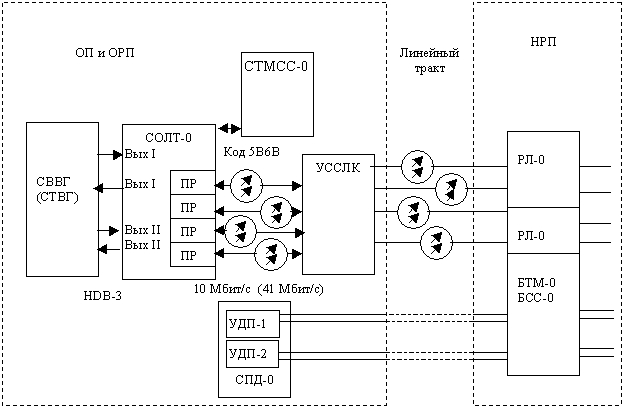 ОП и ОРП
СТМСС-0
Линейный
тракт
НРП
СОЛТ-0
Код 5В6В
Вых I
УССЛК
РЛ-0
СВВГ
(СТВГ)
Вых I
ПР
ПР
Вых II
ПР
Вых II
ПР
РЛ-0
HDB-3
10 Мбит/с (41 Мбит/с)
БТМ-0
БСС-0
УДП-1
УДП-2
СПД-0